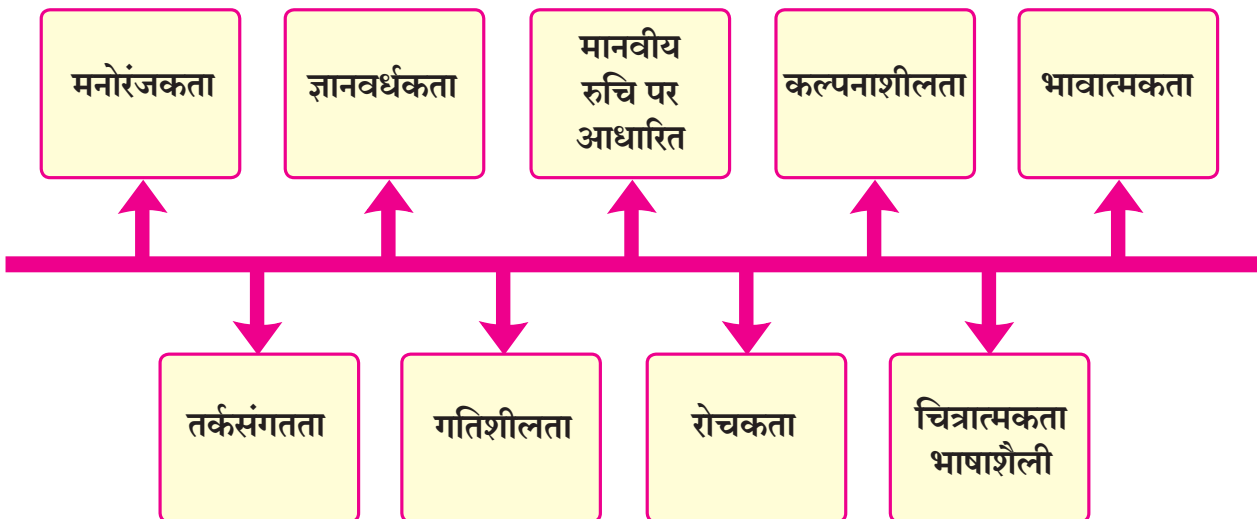 मनोरंजकता
ज्ञानवर्धकता
मानवीय
रुचि पर
आधारित
कल्पनाशीलता
भावात्मकता
तर्कसंगतता
गतिशीलता
रोचकता
चित्रात्मकता
भाषाशैली